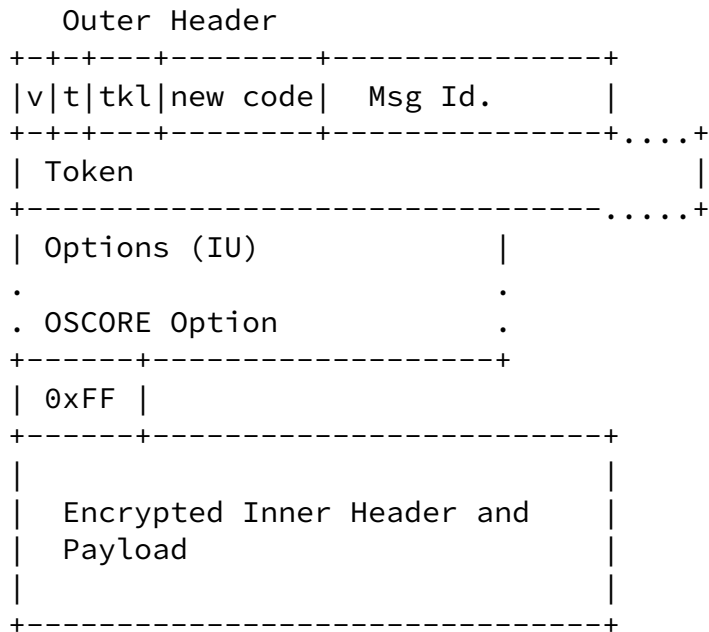 Outer Header
|v|t|tkl|new code| Msg Id. |
| Token |
| Options (IU) |
. OSCORE Option .
| 0xFF |
| Encrypted Inner Header and |
| Payload |